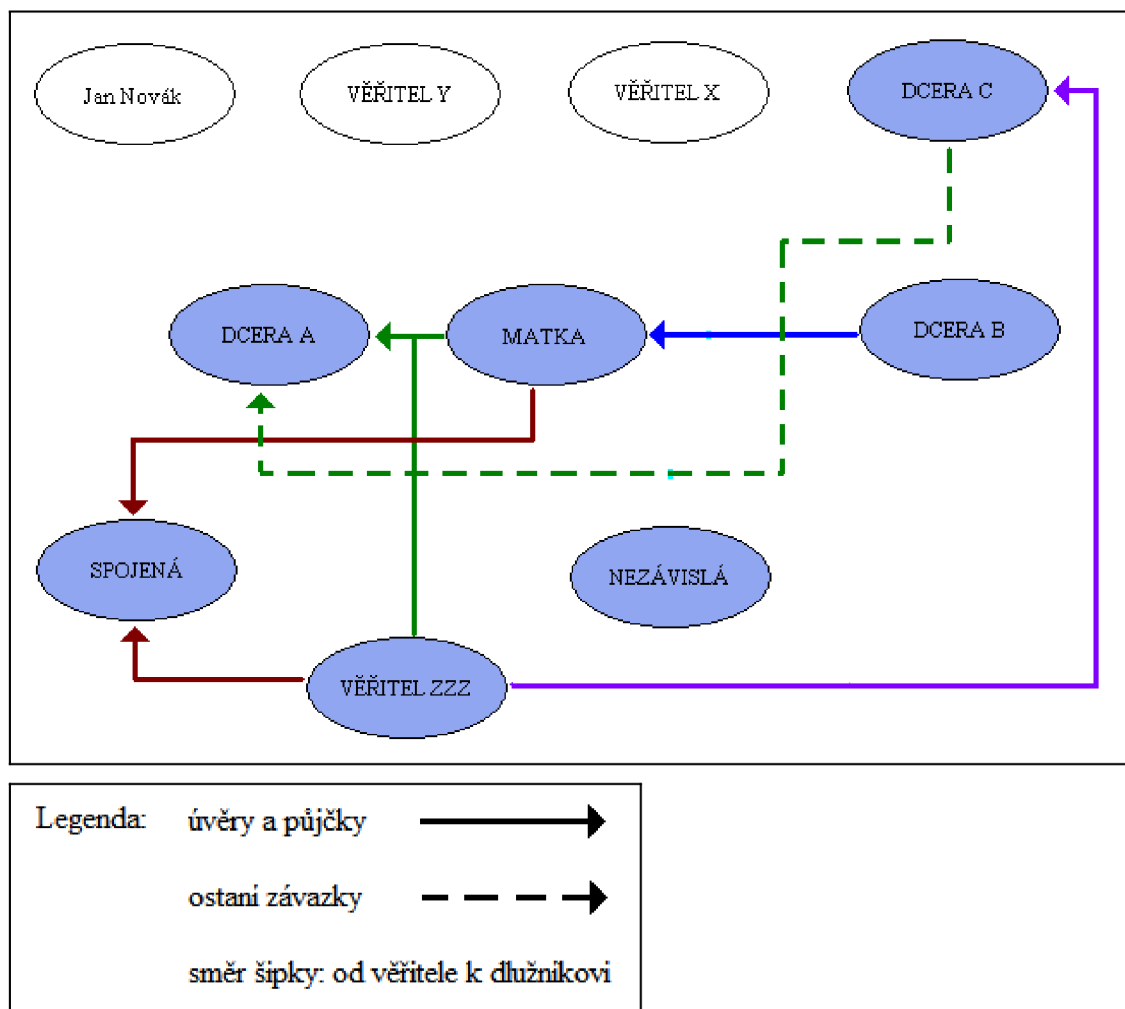 Jan Novák
VĚŘITEL Y
VĚŘITEL X
DCERA C
DCERA A
MATKA
DCERA B
SPOJENÁ
NEZÁVISLÁ
VĚŘITEL ZZZ
Legenda: úvěry a půjčky
ostaní závazky
směr šipky: od věřitele k dlužníkovi